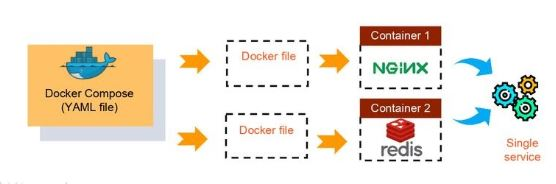 Docker Compose
(YAML file)
Docker file
Container 1
NGINX
Docker file
Container 2
redis
Single
service